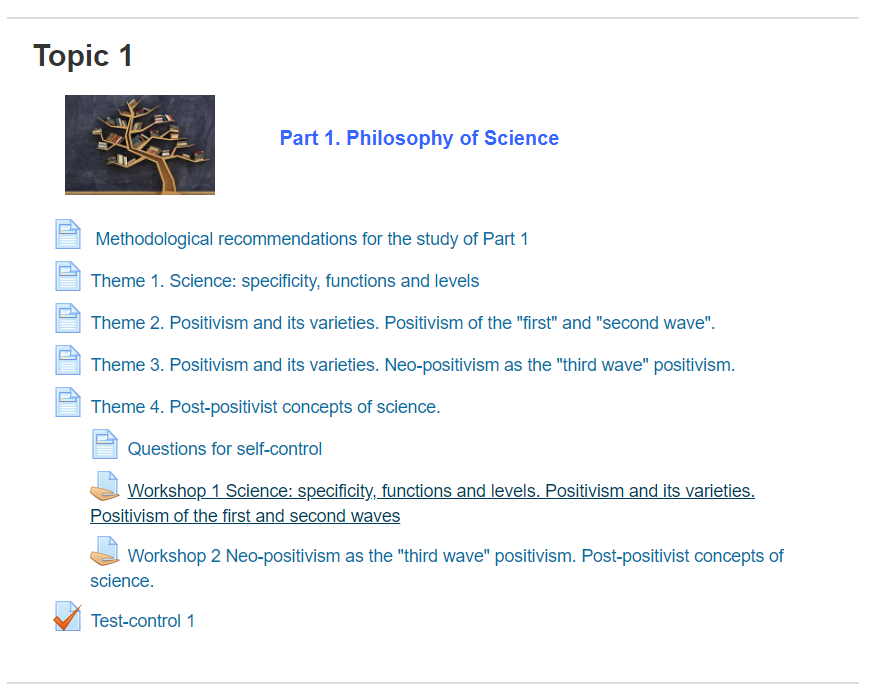 Topic 1
Part 1. Philosophy of Science
Methodological recommendations for the study of Part 1
Theme 1. Science: specificity, functions and levels
Theme 2. Positivism and its varieties. Positivism of the "first" and "second wave".
Theme 3. Positivism and its varieties. Neo-positivism as the "third wave" positivism.
Theme 4. Post-positivist concepts of science.
Questions for self-control
Workshop 1 Science: specificity, functions and levels. Positivism and its varieties.
Positivism of the first and second waves
Workshop 2 Neo-positivism as the "third wave" positivism. Post-positivist concepts of
science.
Test-control 1